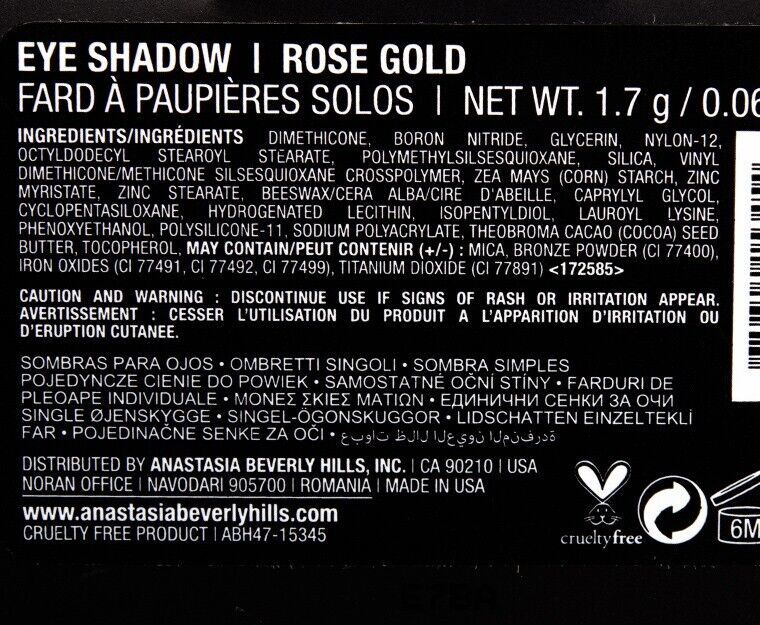 EYE SHADOW | ROSE GOLD
FARD À PAUPIÈRES SOLOS | NET WT. 1.7 g / 0.06
INGREDIENTS/INGRÉDIENTS DIMETHICONE, BORON NITRIDE, GLYCERIN, NYLON-12,
OCTYLDODECYL STEAROYL STEARATE, POLYMETHYLSILSESQUIOXANE, SILICA, VINYL
DIMETHICONE/METHICONE SILSESQUIOXANE CROSSPOLYMER, ZEA MAYS (CORN) STARCH, ZINC
MYRISTATE, ZINC STEARATE, BEESWAX/CERA ALBA/CIRE D'ABEILLE, CAPRYLYL GLYCOL,
CYCLOPENTASILOXANE, HYDROGENATED LECITHIN, ISOPENTYLDIOL, LAUROYL LYSINE,
PHENOXYETHANOL, POLYSILICONE-11, SODIUM POLYACRYLATE, THEOBROMA CACAO (COCOA) SEED
BUTTER, TOCOPHEROL, MAY CONTAIN/PEUT CONTENIR (+/-) : MICA, BRONZE POWDER (CI 77400),
IRON OXIDES (CI 77491, CI 77492, CI 77499), TITANIUM DIOXIDE (CI 77891) <172585>
CAUTION AND WARNING : DISCONTINUE USE IF SIGNS OF RASH OR IRRITATION APPEAR.
AVERTISSEMENT : CESSER L'UTILISATION DU PRODUIT A L'APPARITION D'IRRITATION OU
D'ERUPTION CUTANEE.
SOMBRAS PARA OJOS • OMBRETTI SINGOLI • SOMBRA SIMPLES
POJEDYNCZE CIENIE DO POWIEK • SAMOSTATNÉ OČNÍ STÍNY • FARDURI DE
PLEOAPE INDIVIDUALE • ΜΟΝΕΣ ΣΚΙΕΣ ΜΑΤΙΩΝ • ЕДИНИЧНИ СЕНКИ ЗА ОЧИ
SINGLE ØJENSKYGGE • SINGEL-ÖGONSKUGGOR • LIDSCHATTEN EINZELTEKLİ
FAR • POJEDINAČNE SENKE ZA OČI • عبوات ظلال العيون المنفردة
DISTRIBUTED BY ANASTASIA BEVERLY HILLS, INC. | CA 90210 | USA
NORAN OFFICE | NAVODARI 905700 | ROMANIA | MADE IN USA
www.anastasiabeverlyhills.com
CRUELTY FREE PRODUCT | ABH47-15345
crueltyfree
6M